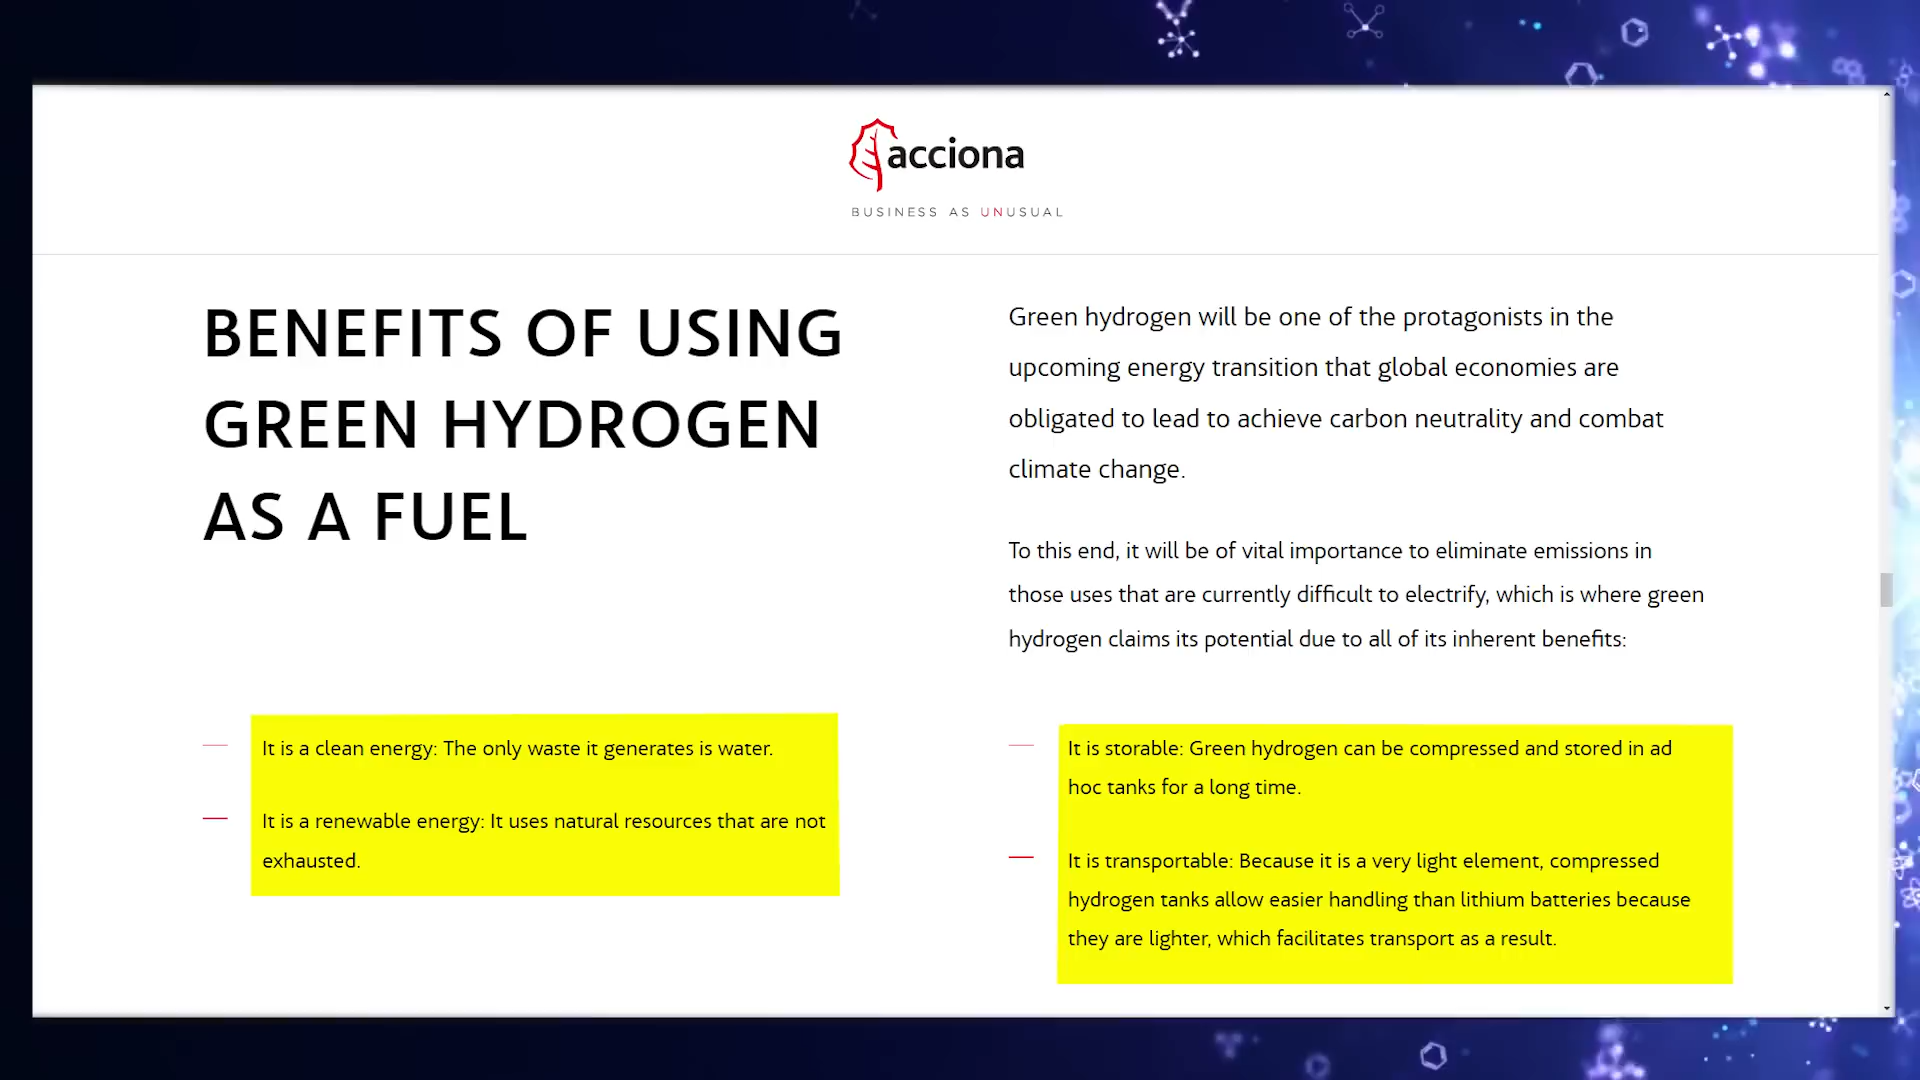 acciona
BUSINESS AS UNUSUAL
BENEFITS OF USING
GREEN HYDROGEN
AS A FUEL
Green hydrogen will be one of the protagonists in the
upcoming energy transition that global economies are
obligated to lead to achieve carbon neutrality and combat
climate change.
To this end, it will be of vital importance to eliminate emissions in
those uses that are currently difficult to electrify, which is where green
hydrogen claims its potential due to all of its inherent benefits:
— It is a clean energy: The only waste it generates is water.
— It is a renewable energy: It uses natural resources that are not
exhausted.
— It is storable: Green hydrogen can be compressed and stored in ad
hoc tanks for a long time.
— It is transportable: Because it is a very light element, compressed
hydrogen tanks allow easier handling than lithium batteries because
they are lighter, which facilitates transport as a result.